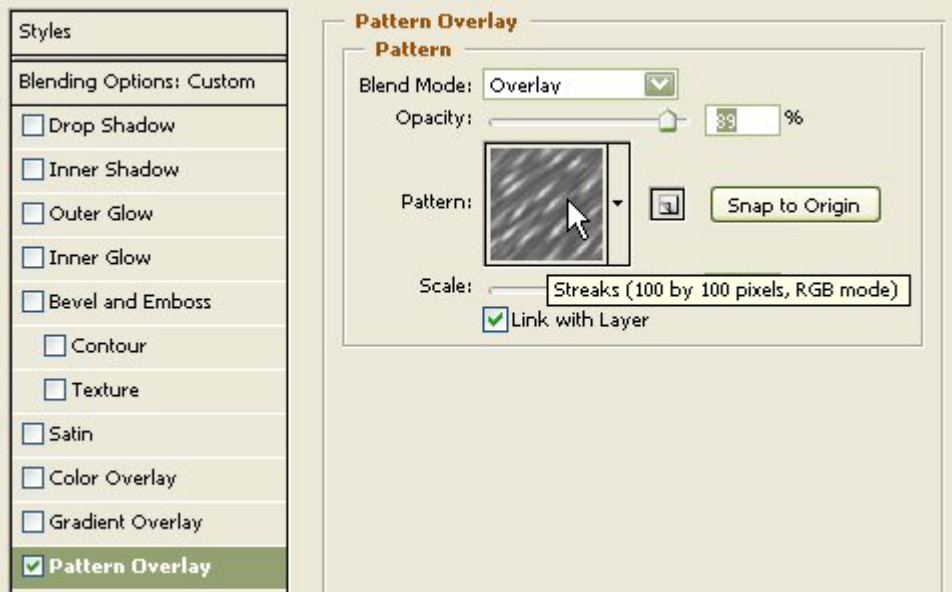 Styles
Blending Options: Custom
Drop Shadow
Inner Shadow
Outer Glow
Inner Glow
Bevel and Emboss
Contour
Texture
Satin
Color Overlay
Gradient Overlay
Pattern Overlay
Pattern Overlay
Pattern
Blend Mode: Overlay
Opacity: 89 %
Pattern: Snap to Origin
Scale: Streaks (100 by 100 pixels, RGB mode)
Link with Layer